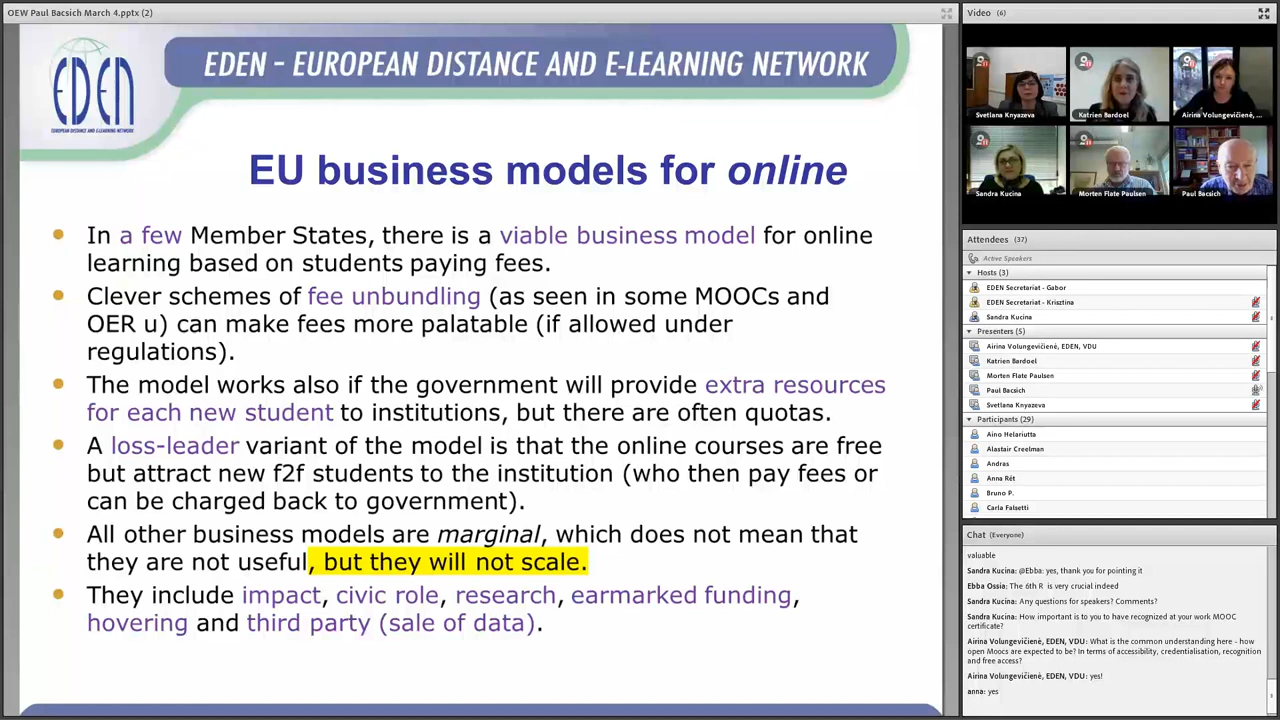 OEW Paul Bacsich March 4.pptx (2)
EDEN
EUROPEAN DISTANCE AND E-LEARNING NETWORK
EDEN – EUROPEAN DISTANCE AND E-LEARNING NETWORK
EU business models for online
In a few Member States, there is a viable business model for online
learning based on students paying fees.
Clever schemes of fee unbundling (as seen in some MOOCs and
OER u) can make fees more palatable (if allowed under
regulations).
The model works also if the government will provide extra resources
for each new student to institutions, but there are often quotas.
A loss-leader variant of the model is that the online courses are free
but attract new f2f students to the institution (who then pay fees or
can be charged back to government).
All other business models are marginal, which does not mean that
they are not useful, but they will not scale.
They include impact, civic role, research, earmarked funding,
hovering and third party (sale of data).
Video (6)
Svetlana Knyazeva
Katrien Bardoel
Airina Volungevičienė, ...
Sandra Kucina
Morten Flate Paulsen
Paul Bacsich
Attendees (37)
Active Speakers
Hosts (3)
EDEN Secretariat - Gabor
EDEN Secretariat - Krisztina
Sandra Kucina
Presenters (5)
Airina Volungevičienė, EDEN, VDU
Katrien Bardoel
Morten Flate Paulsen
Paul Bacsich
Svetlana Knyazeva
Participants (29)
Aino Helariutta
Alastair Creelman
Andras
Anna Rét
Bruno P.
Carla Falsetti
Chat (Everyone)
valuable
Sandra Kucina: @Ebba: yes, thank you for pointing it
Ebba Ossia: The 6th R is very crucial indeed
Sandra Kucina: Any questions for speakers? Comments?
Sandra Kucina: How important is to you to have recognized at your work MOOC
certificate?
Airina Volungevičienė, EDEN, VDU: What is the common understanding here - how
open Moocs are expected to be? In terms of accessibility, credentialisation, recognition
and free access?
Airina Volungevičienė, EDEN, VDU: yes!
anna: yes